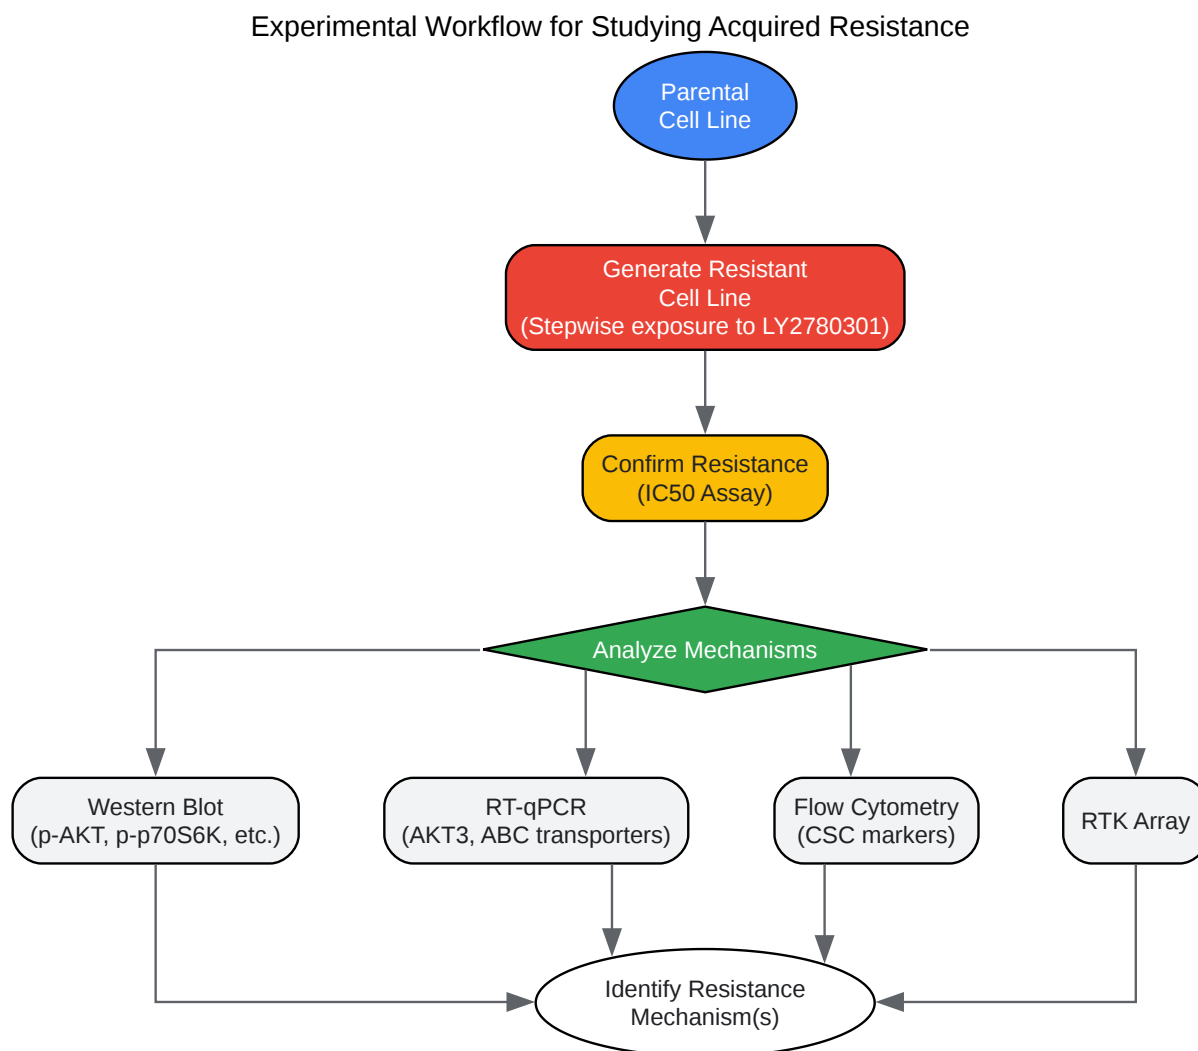 Experimental Workflow for Studying Acquired Resistance
Parental
Cell Line
Generate Resistant
Cell Line
(Stepwise exposure to LY2780301)
Confirm Resistance
(IC50 Assay)
Analyze Mechanisms
Western Blot
(p-AKT, p-p70S6K, etc.)
RT-qPCR
(AKT3, ABC transporters)
Flow Cytometry
(CSC markers)
RTK Array
Identify Resistance
Mechanism(s)